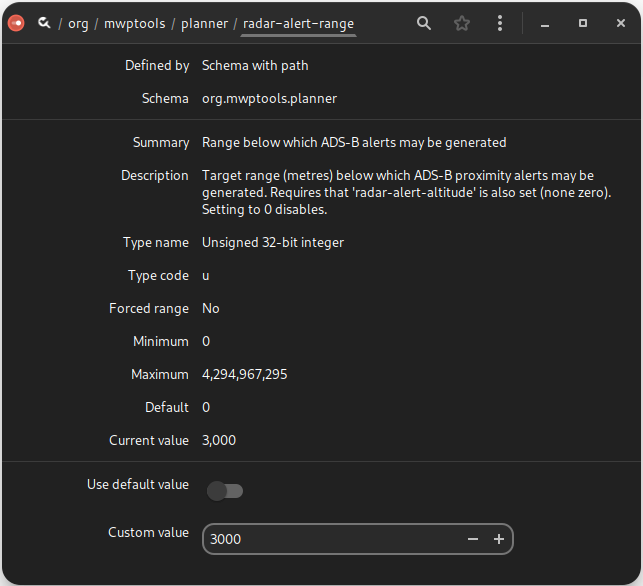 / org / mwptools / planner / radar-alert-range
Defined by Schema with path
Schema org.mwptools.planner
Summary Range below which ADS-B alerts may be generated
Description Target range (metres) below which ADS-B proximity alerts may be
generated. Requires that 'radar-alert-altitude' is also set (none zero).
Setting to 0 disables.
Type name Unsigned 32-bit integer
Type code u
Forced range No
Minimum 0
Maximum 4,294,967,295
Default 0
Current value 3,000
Use default value
Custom value 3000